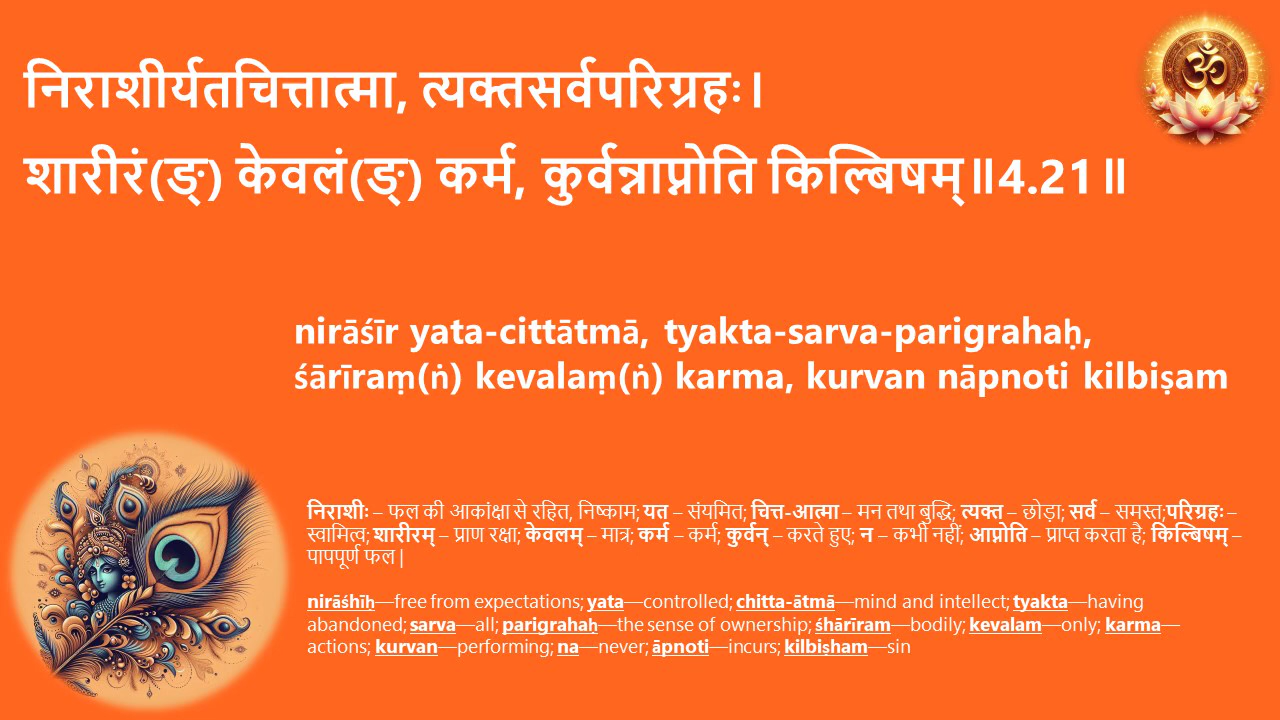 ॐ
निराशीर्यतचित्तात्मा, त्यक्तसर्वपरिग्रहः।
शारीरं(ङ्) केवलं(ङ्) कर्म, कुर्वन्नाप्नोति किल्बिषम्॥4.21॥
nirāśīr yata-cittātmā, tyakta-sarva-parigrahaḥ,
śārīraṃ(ṅ) kevalaṃ(ṅ) karma, kurvan nāpnoti kilbiṣam
निराशीः – फल की आकांक्षा से रहित, निष्काम; यत – संयमित; चित्त-आत्मा – मन तथा बुद्धि; त्यक्त – छोड़ा; सर्व – समस्त;परिग्रहः –
स्वामित्व; शारीरम् – प्राण रक्षा; केवलम् – मात्र; कर्म – कर्म; कुर्वन् – करते हुए; न – कभी नहीं; आप्नोति – प्राप्त करता है; किल्बिषम् –
पापपूर्ण फल|
nirāśhīḥ—free from expectations; yata—controlled; chitta-ātmā—mind and intellect; tyakta—having
abandoned; sarva—all; parigrahaḥ—the sense of ownership; śhārīram—bodily; kevalam—only; karma—
actions; kurvan—performing; na—never; āpnoti—incurs; kilbiṣham—sin